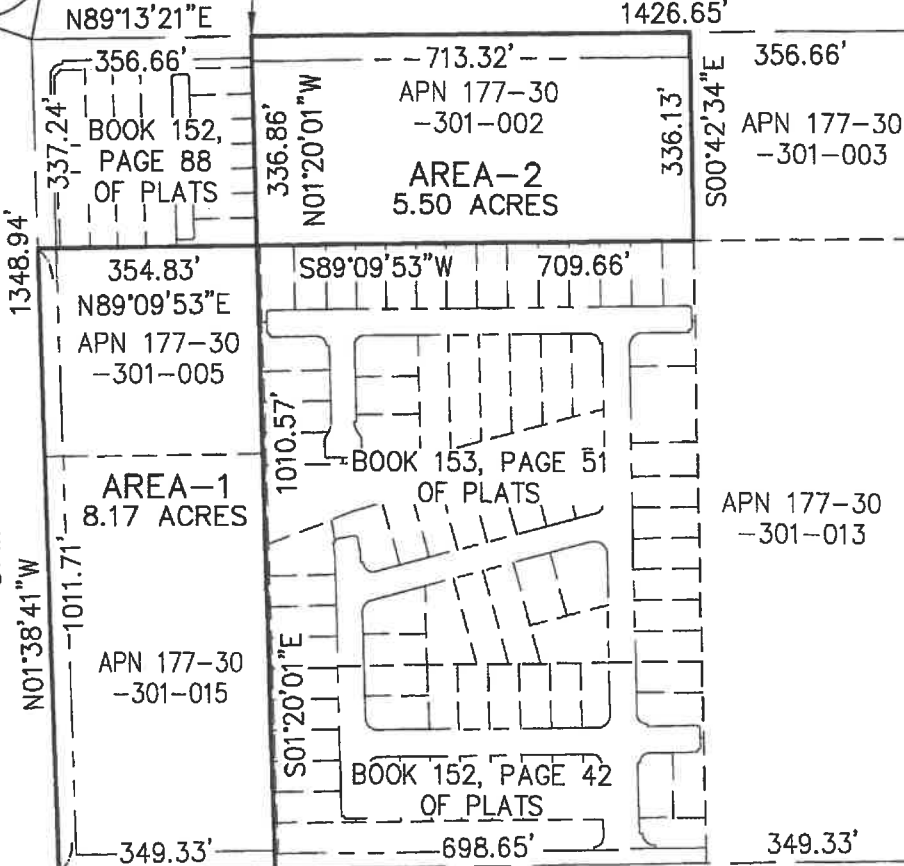 N89°13'21"E
1426.65'
356.66'
713.32'
356.66'
337.24'
BOOK 152,
PAGE 88
OF PLATS
336.86'
N01°20'01"W
APN 177-30
-301-002
AREA-2
5.50 ACRES
336.13'
S00°42'34"E
APN 177-30
-301-003
1348.94'
354.83'
N89°09'53"E
APN 177-30
-301-005
S89°09'53"W
709.66'
1010.57'
BOOK 153, PAGE 51
OF PLATS
AREA-1
8.17 ACRES
APN 177-30
-301-013
N01°38'41"W
1011.71'
APN 177-30
-301-015
S01°20'01"E
BOOK 152, PAGE 42
OF PLATS
349.33'
698.65'
349.33'